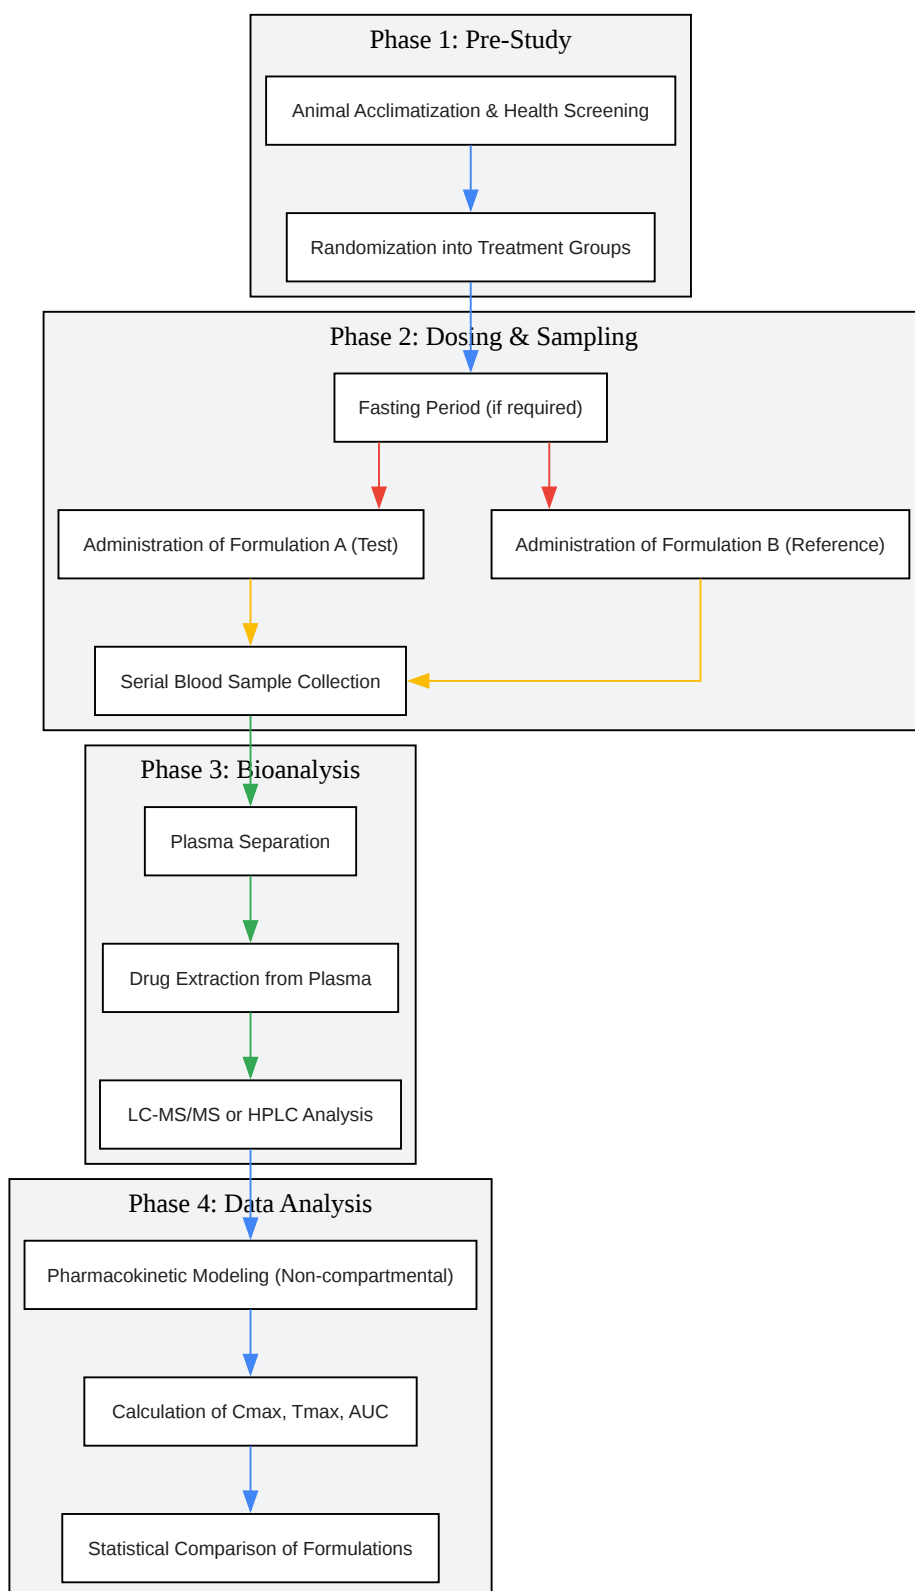 Phase 1: Pre-Study
Animal Acclimatization & Health Screening
Randomization into Treatment Groups
Phase 2: Dosing & Sampling
Fasting Period (if required)
Administration of Formulation A (Test)
Administration of Formulation B (Reference)
Serial Blood Sample Collection
Phase 3: Bioanalysis
Plasma Separation
Drug Extraction from Plasma
LC-MS/MS or HPLC Analysis
Phase 4: Data Analysis
Pharmacokinetic Modeling (Non-compartmental)
Calculation of Cmax, Tmax, AUC
Statistical Comparison of Formulations